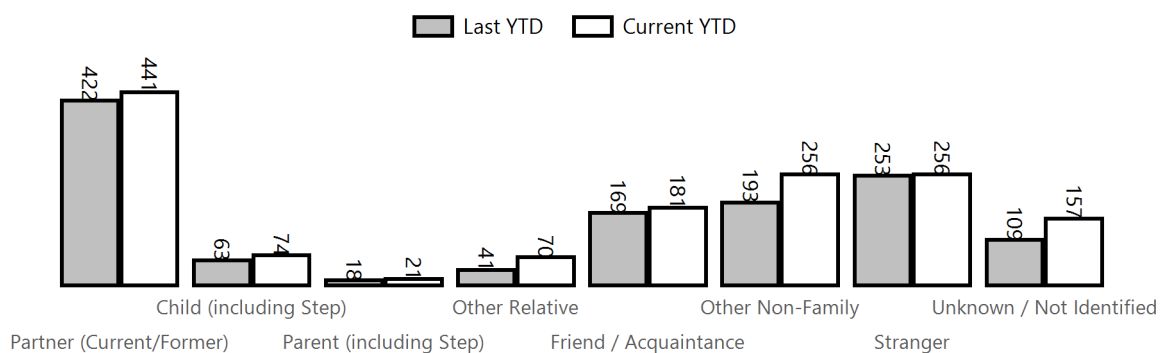 Last YTD Current YTD
422 441 63 74 18 21 41 70 169 181 193 256 253 256 109 157
Child (including Step) Other Relative Other Non-Family Unknown / Not Identified
Partner (Current/Former) Parent (including Step) Friend / Acquaintance Stranger